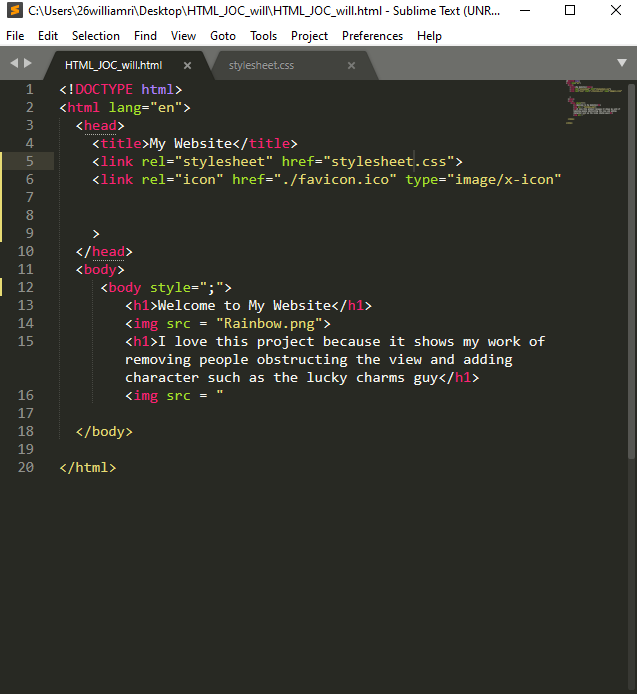 C:\Users\26williamri\Desktop\HTML_JOC_will\HTML_JOC_will.html - Sublime Text (UNR...
File Edit Selection Find View Goto Tools Project Preferences Help
HTML_JOC_will.html × stylesheet.css ×
1 <!DOCTYPE html>
2 <html lang="en">
3 <head>
4 <title>My Website</title>
5 <link rel="stylesheet" href="stylesheet.css">
6 <link rel="icon" href="./favicon.ico" type="image/x-icon"
7
8
9 >
10 </head>
11 <body>
12 <body style=";">
13 <h1>Welcome to My Website</h1>
14 <img src = "Rainbow.png">
15 <h1>I love this project because it shows my work of
removing people obstructing the view and adding
character such as the lucky charms guy</h1>
16 <img src = "
17
18 </body>
19
20 </html>